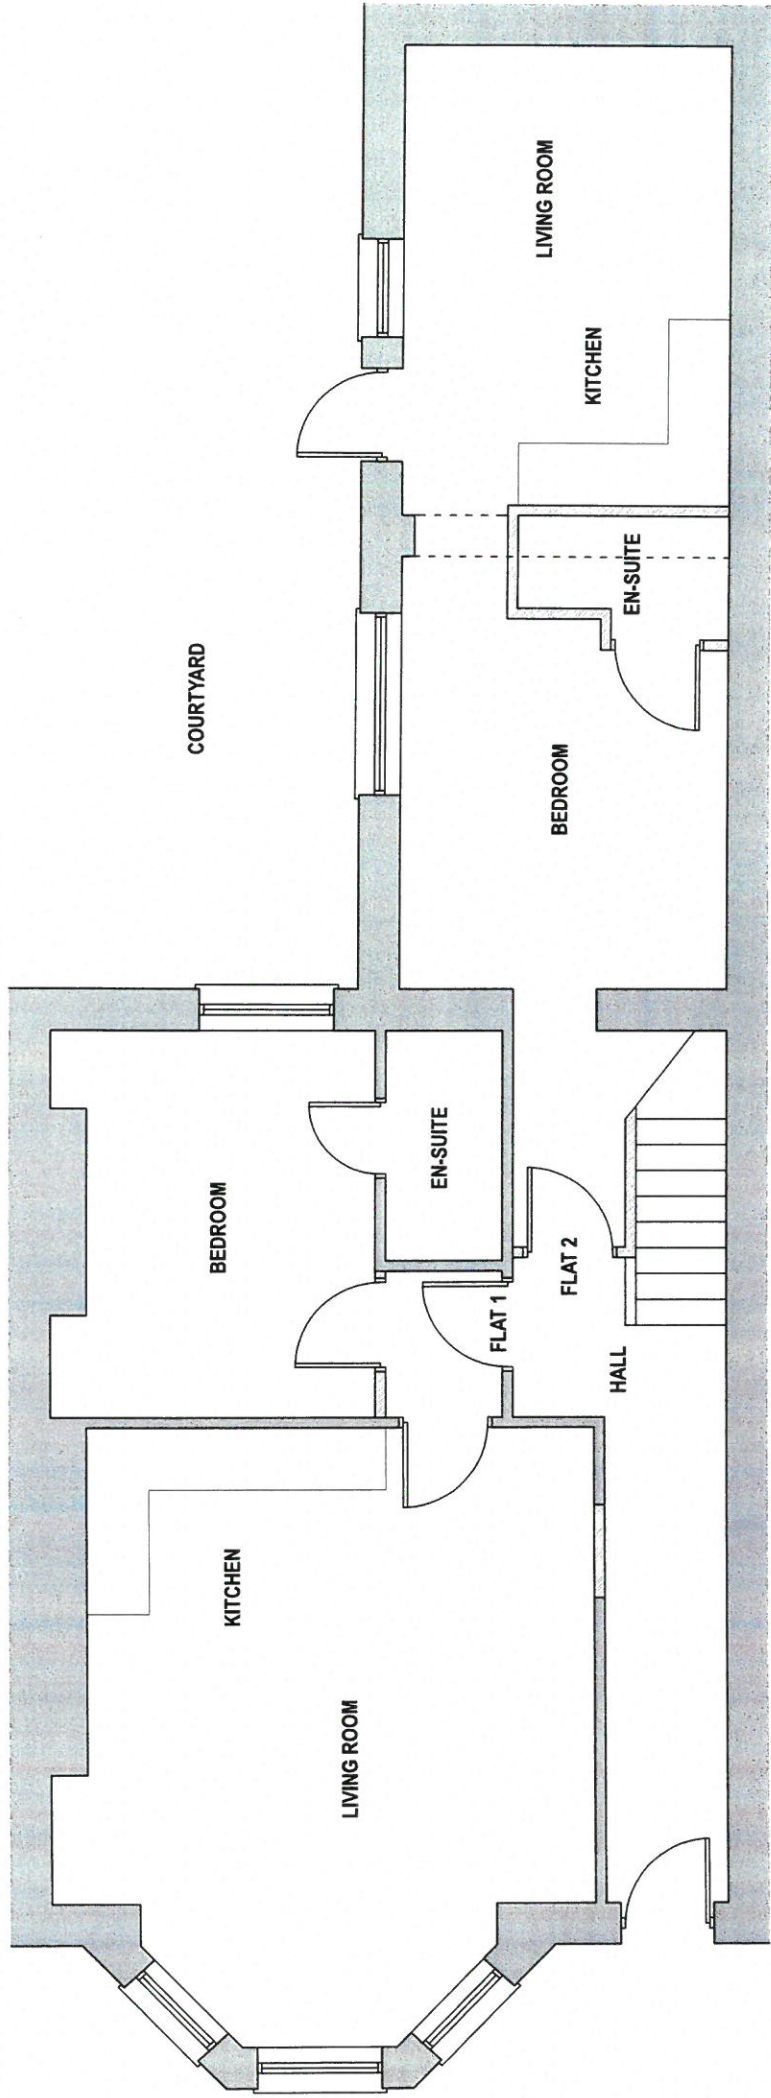 COURTYARD
BEDROOM
EN-SUITE
KITCHEN
LIVING ROOM
FLAT 1
FLAT 2
HALL
BEDROOM
EN-SUITE
KITCHEN
LIVING ROOM